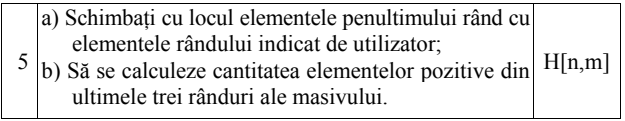 a) Schimbați cu locul elementele penultimului rând cu
elementele rândului indicat de utilizator;
5
b) Să se calculeze cantitatea elementelor pozitive din
ultimele trei rânduri ale masivului.
H[n,m]